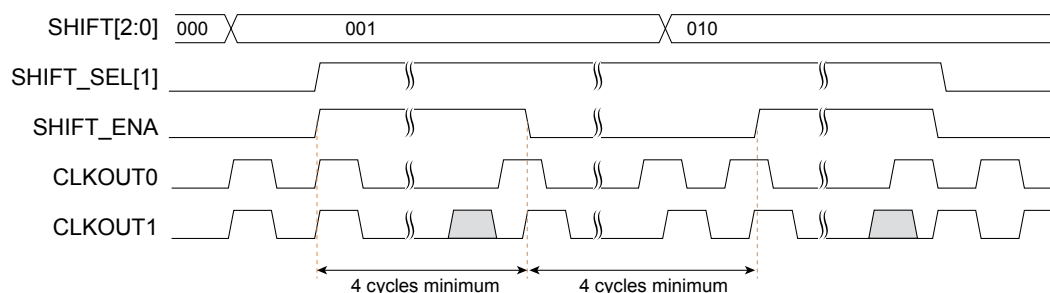 SHIFT[2:0] 000 001 010
SHIFT_SEL[1]
SHIFT_ENA
CLKOUT0
CLKOUT1
4 cycles minimum 4 cycles minimum